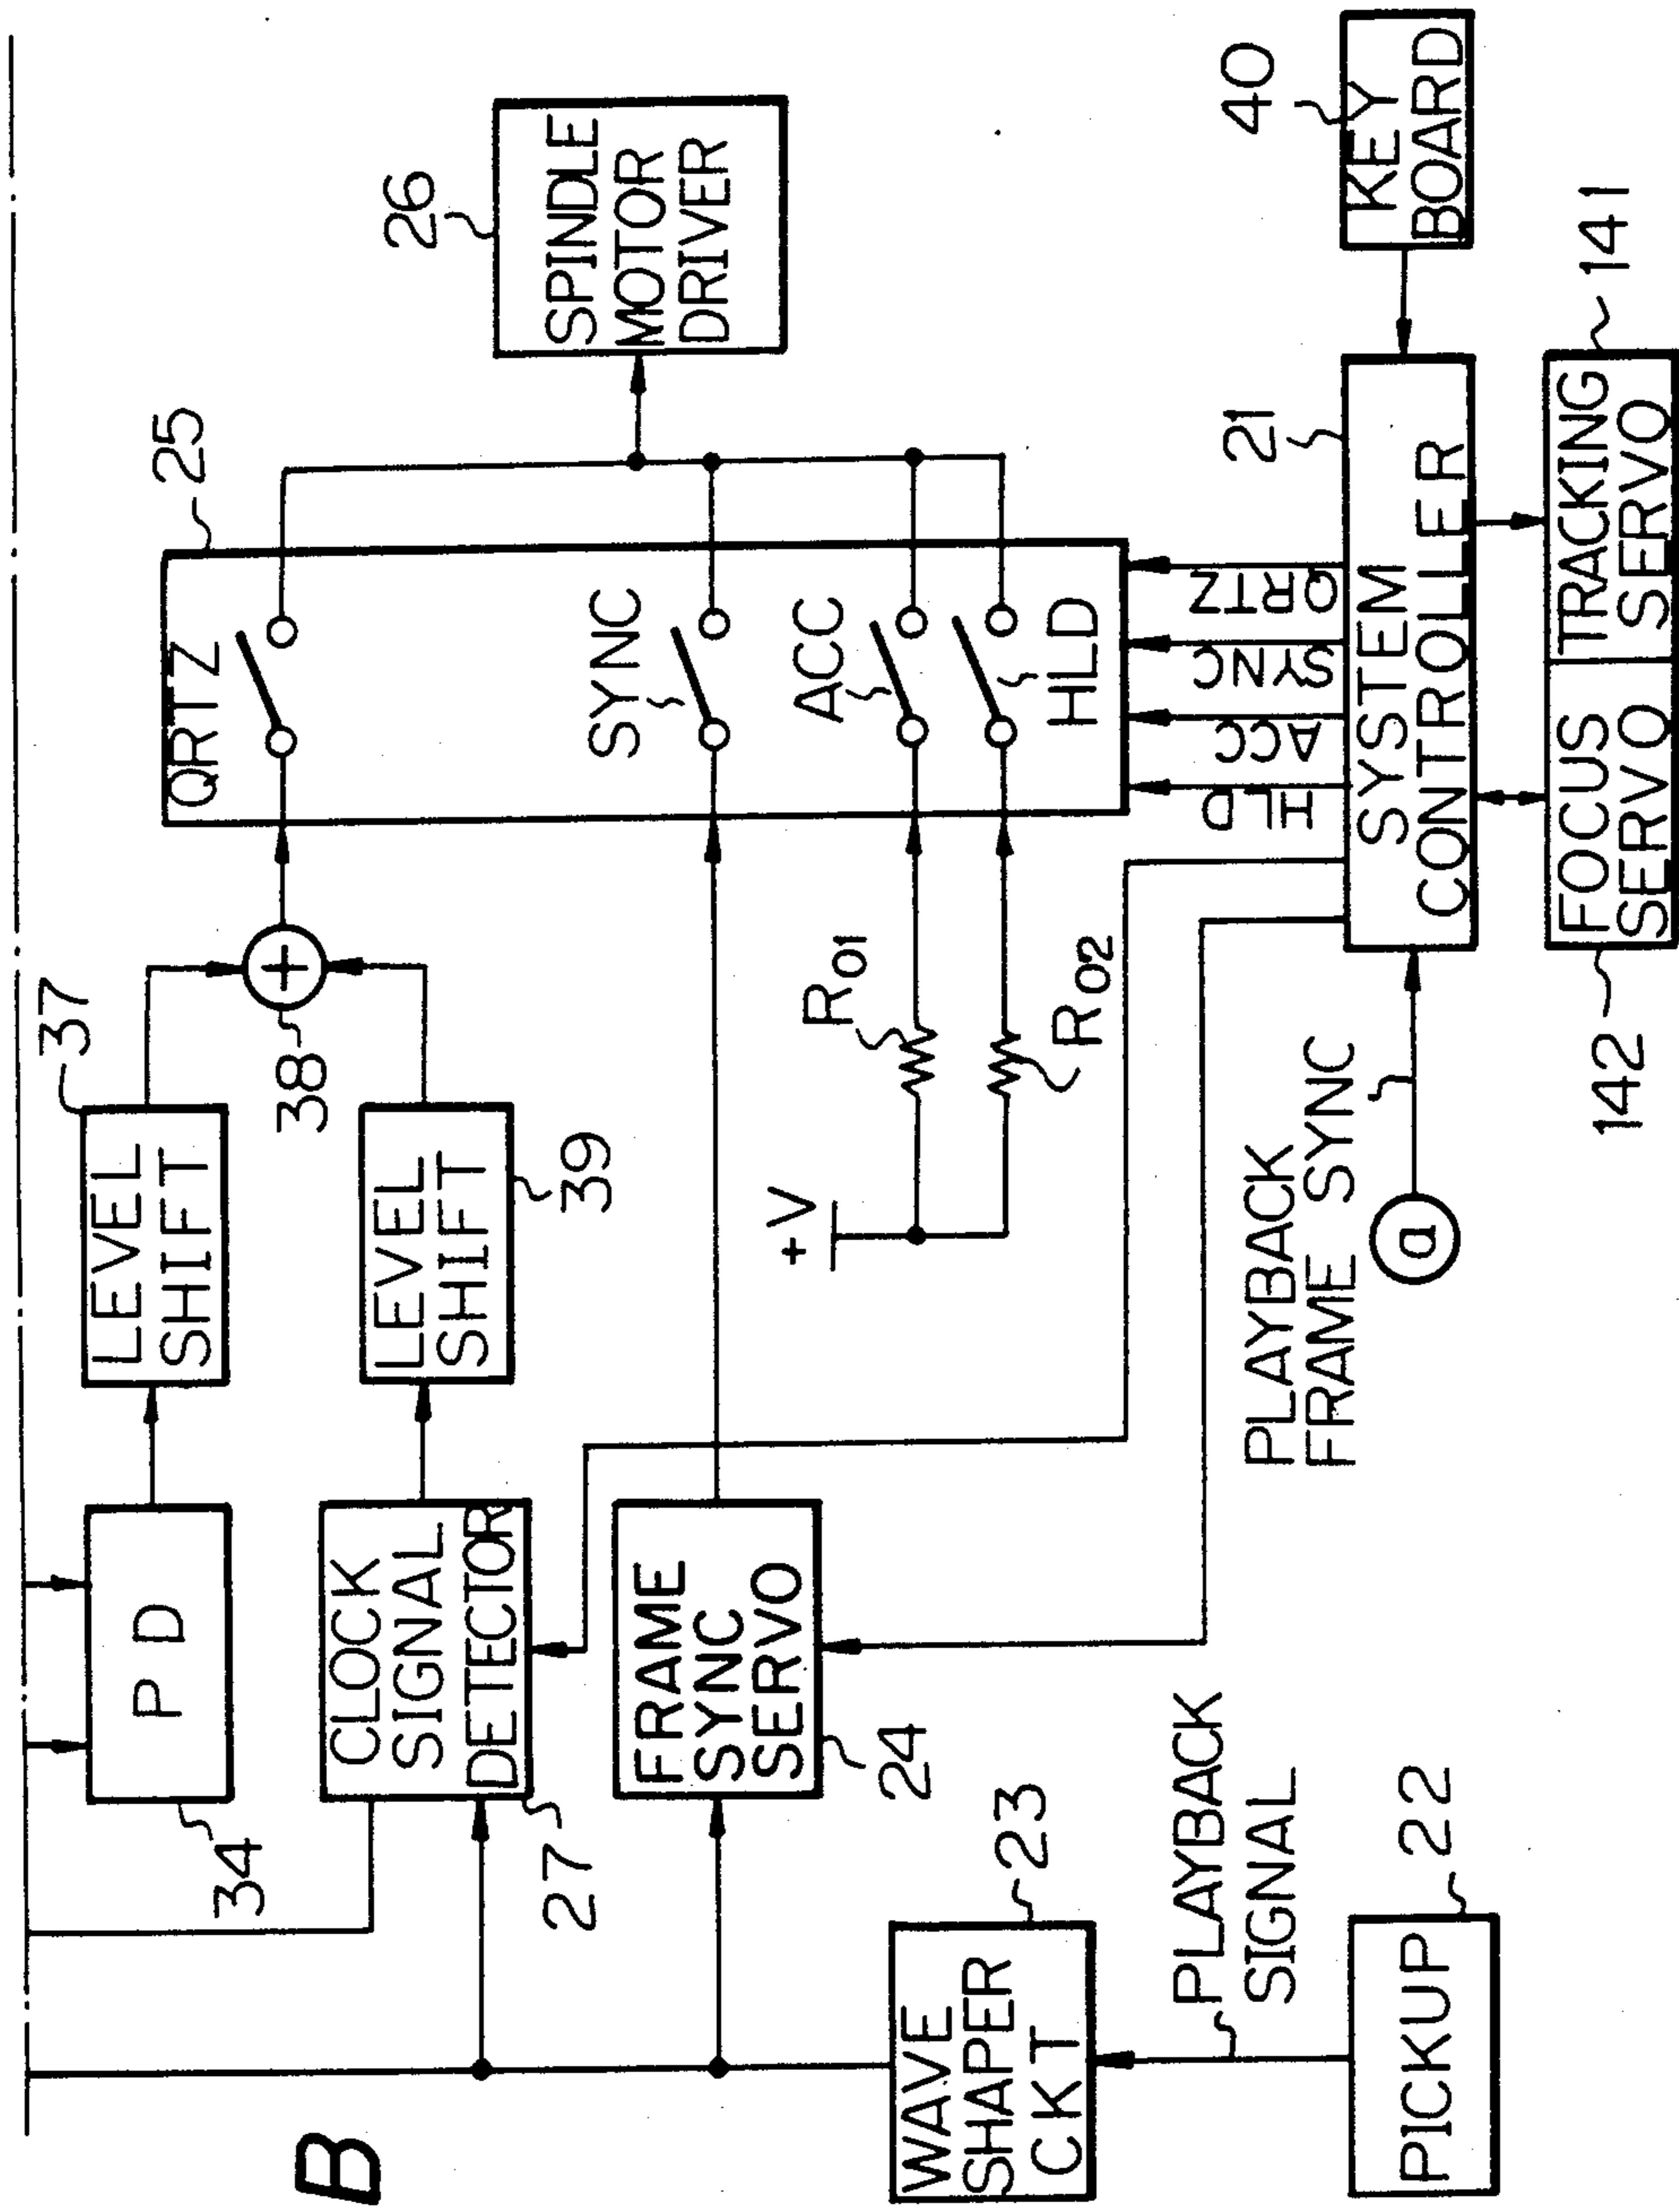 B
P D
34
LEVEL
SHIFT
37
38
LEVEL
SHIFT
39
CLOCK
SIGNAL
DETECTOR
27
FRAME
SYNC
SERVO
24
WAVE
SHAPER
CKT
23
PLAYBACK
SIGNAL
PICKUP
22
+
QRTZ
25
SYNC
ACC
HLD
SPINDLE
MOTOR
DRIVER
26
+V
R01
R02
HLD
ACC
SYNC
QRTZ
PLAYBACK
FRAME SYNC
a
SYSTEM
CONTROLLER
21
KEY
BOARD
40
FOCUS
SERVO
142
TRACKING
SERVO
141